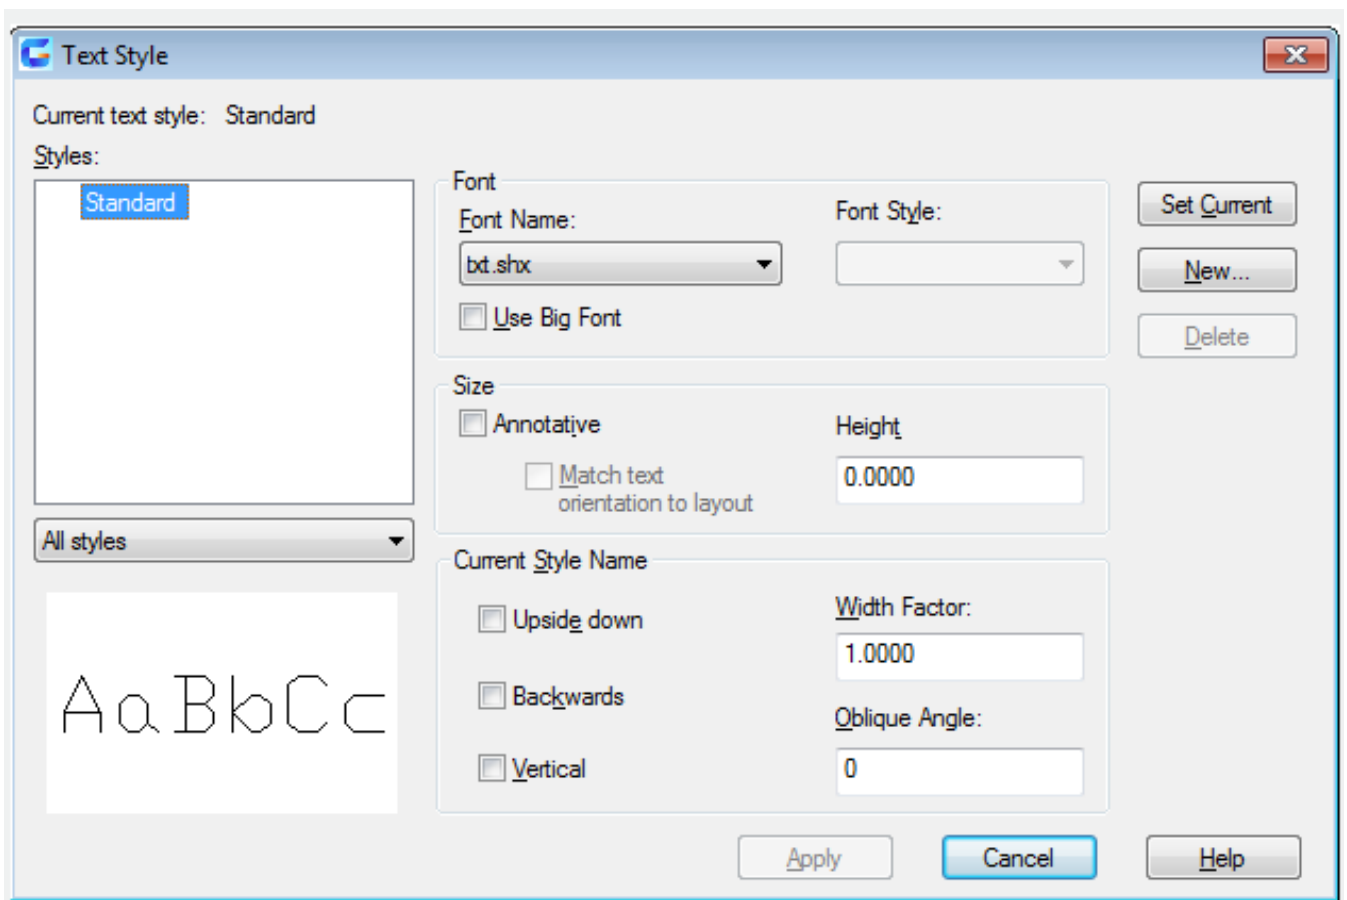 Text Style
Current text style: Standard
Styles:
Standard
All styles
AaBbCc
Font
Font Name:
txt.shx
Use Big Font
Font Style:
Size
Annotative
Match text
orientation to layout
Height
0.0000
Current Style Name
Upside down
Backwards
Vertical
Width Factor:
1.0000
Oblique Angle:
0
Set Current
New...
Delete
Apply
Cancel
Help